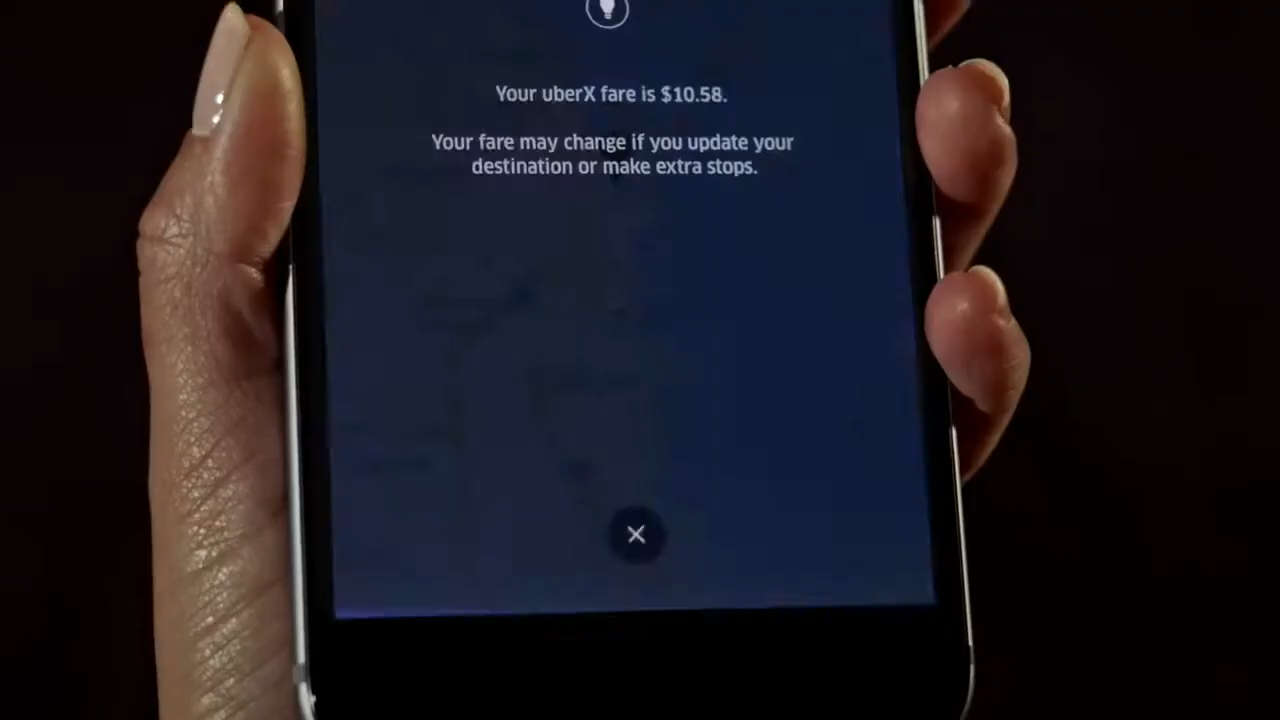 Your uberX fare is $10.58.
Your fare may change if you update your
destination or make extra stops.